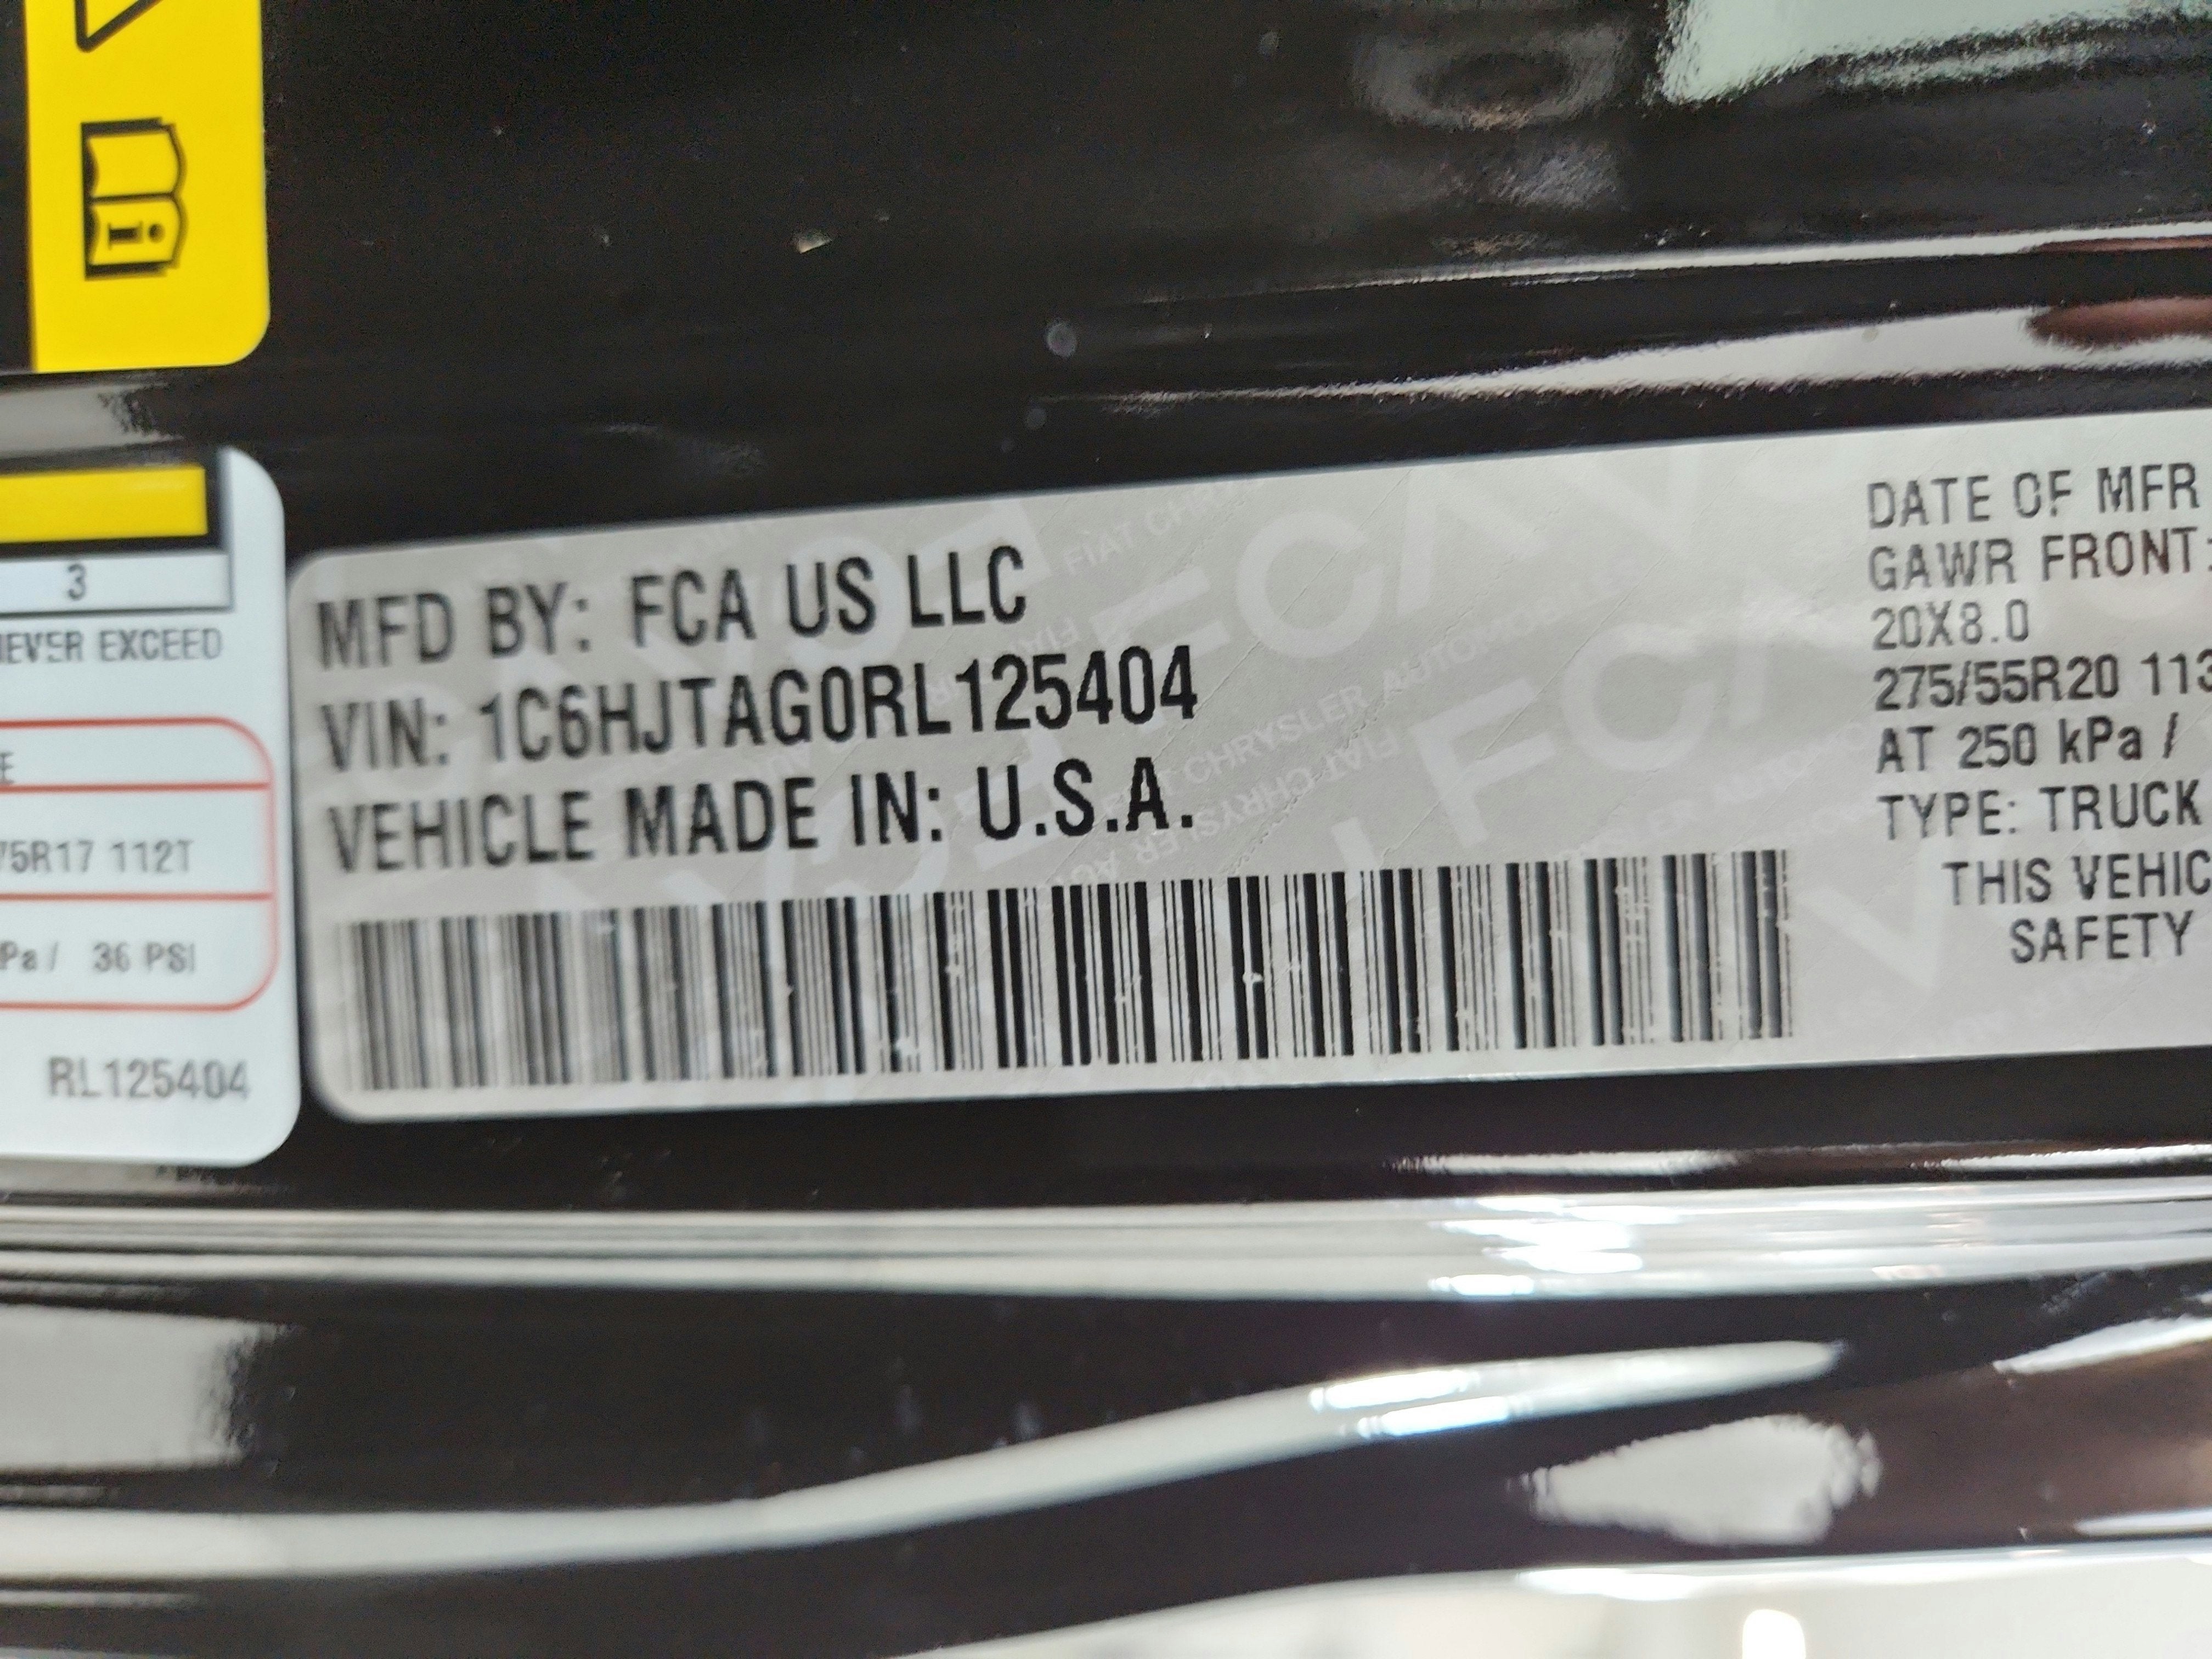 i
3
EVER EXCEED
E
75R17 112T
Pa / 36 PSI
RL125404
MFD BY: FCA US LLC
VIN: 1C6HJTAG0RL125404
VEHICLE MADE IN: U.S.A.
DATE OF MFR
GAWR FRONT:
20X8.0
275/55R20 113
AT 250 kPa /
TYPE: TRUCK
THIS VEHIC
SAFETY